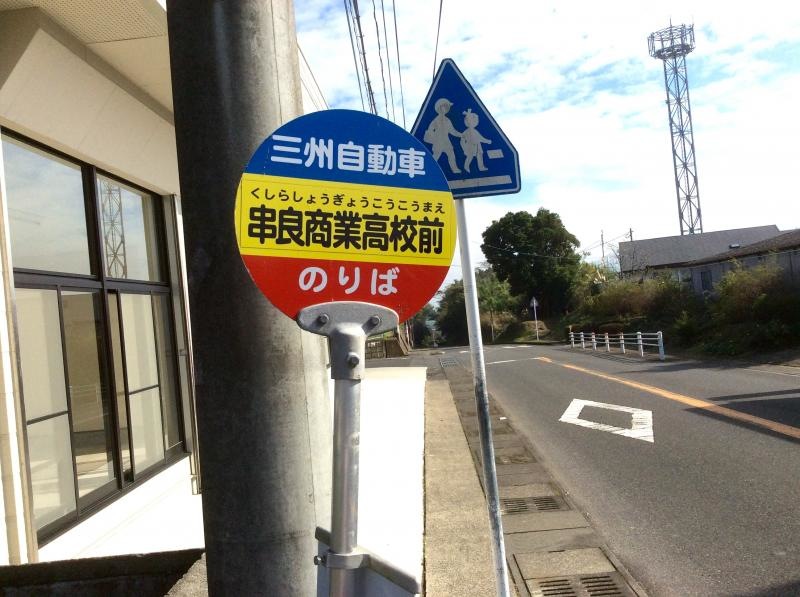 三州自動車
くしらしょうぎょうこうこうまえ
串良商業高校前
のりば